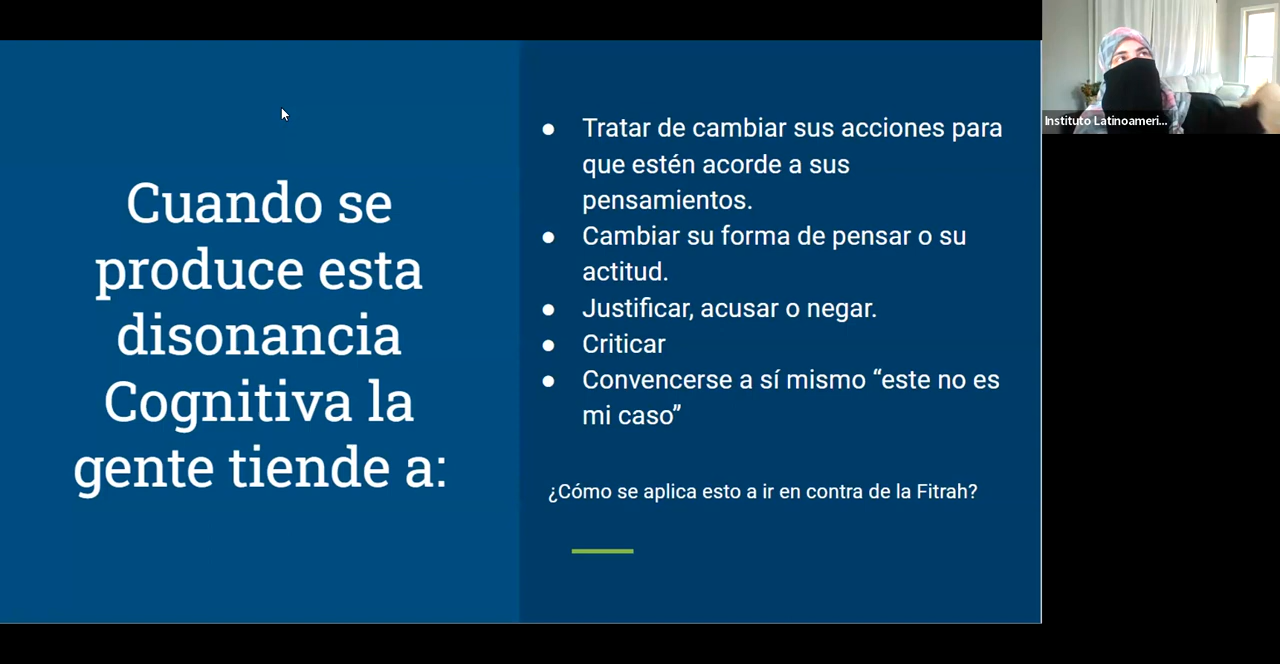 Cuando se
produce esta
disonancia
Cognitiva la
gente tiende a:
● Tratar de cambiar sus acciones para
que estén acorde a sus
pensamientos.
● Cambiar su forma de pensar o su
actitud.
● Justificar, acusar o negar.
● Criticar
● Convencerse a sí mismo “este no es
mi caso”
¿Cómo se aplica esto a ir en contra de la Fitrah?
Instituto Latinoameri...